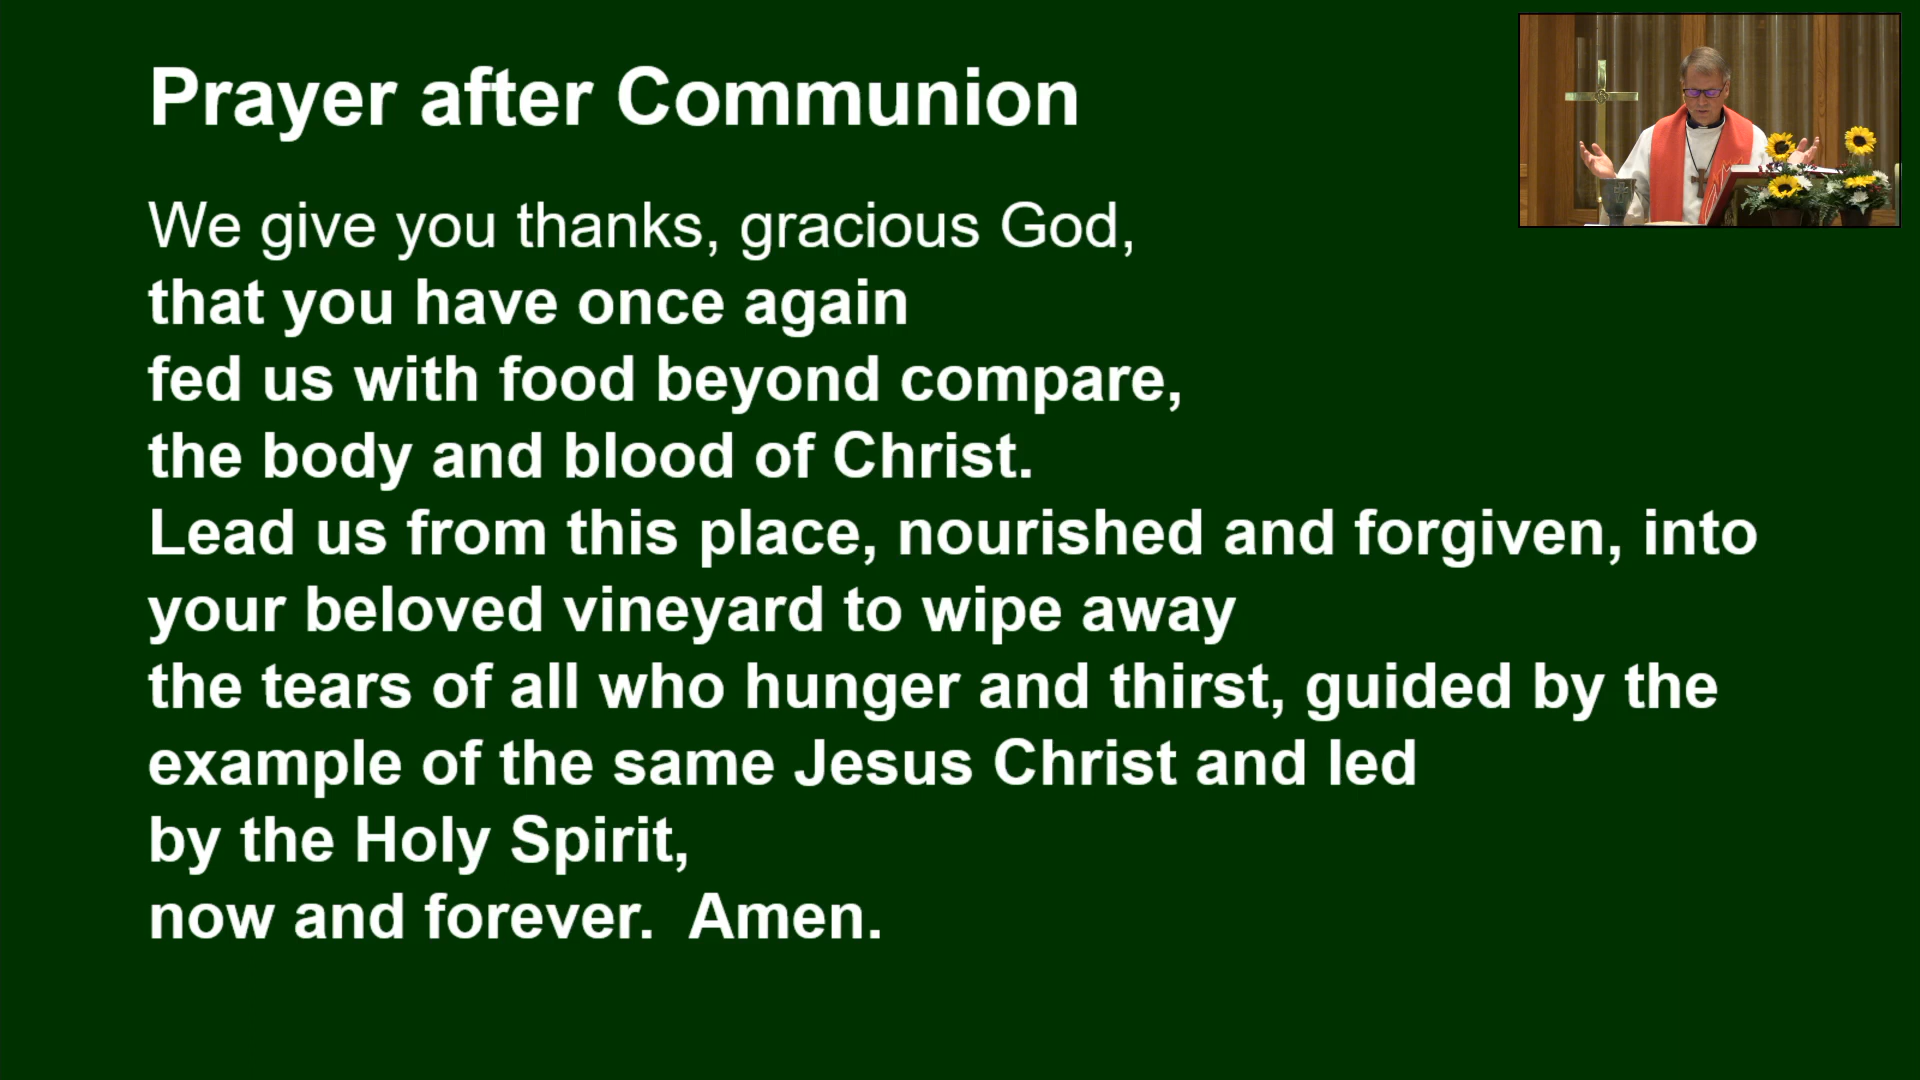 Prayer after Communion
We give you thanks, gracious God,
that you have once again
fed us with food beyond compare,
the body and blood of Christ.
Lead us from this place, nourished and forgiven, into
your beloved vineyard to wipe away
the tears of all who hunger and thirst, guided by the
example of the same Jesus Christ and led
by the Holy Spirit,
now and forever.  Amen.